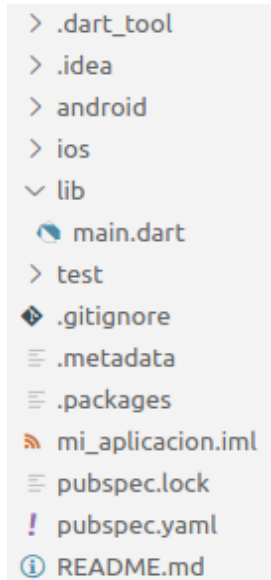 .dart_tool
.idea
android
ios
lib
main.dart
test
.gitignore
.metadata
.packages
mi_aplicacion.iml
pubspec.lock
pubspec.yaml
README.md